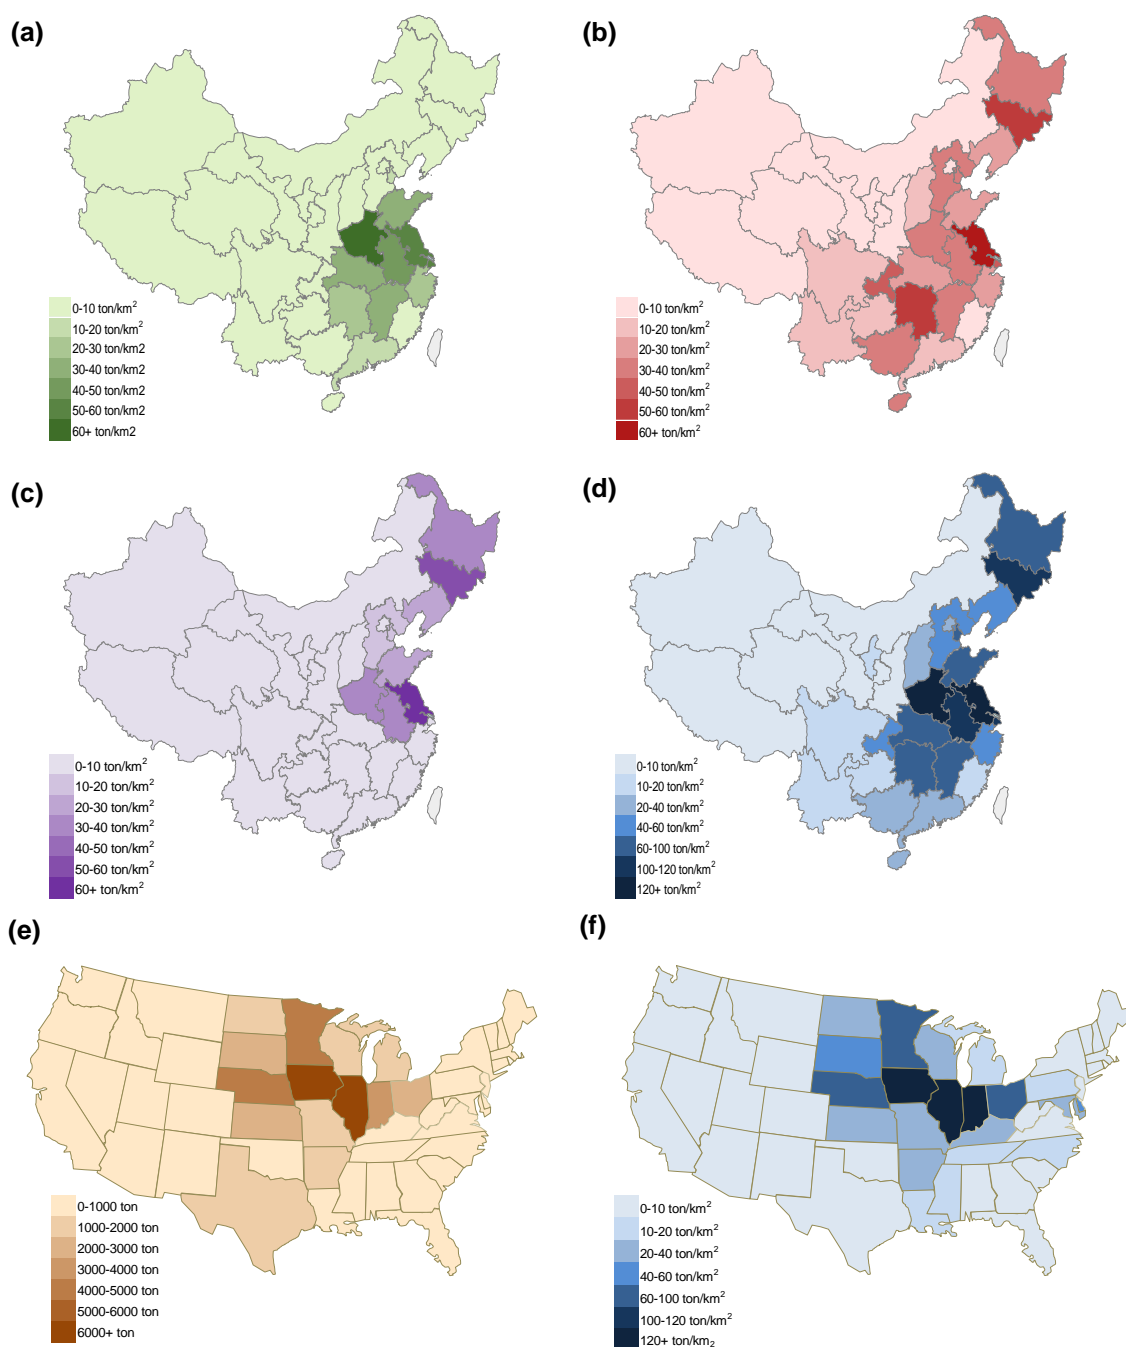 (a)
0-10 ton/km²
10-20 ton/km²
20-30 ton/km2
30-40 ton/km2
40-50 ton/km2
50-60 ton/km2
60+ ton/km2
(b)
0-10 ton/km²
10-20 ton/km²
20-30 ton/km²
30-40 ton/km²
40-50 ton/km²
50-60 ton/km²
60+ ton/km²
(c)
0-10 ton/km²
10-20 ton/km²
20-30 ton/km²
30-40 ton/km²
40-50 ton/km²
50-60 ton/km²
60+ ton/km²
(d)
0-10 ton/km²
10-20 ton/km²
20-40 ton/km²
40-60 ton/km²
60-100 ton/km²
100-120 ton/km²
120+ ton/km²
(e)
0-1000 ton
1000-2000 ton
2000-3000 ton
3000-4000 ton
4000-5000 ton
5000-6000 ton
6000+ ton
(f)
0-10 ton/km²
10-20 ton/km²
20-40 ton/km²
40-60 ton/km²
60-100 ton/km²
100-120 ton/km²
120+ ton/km₂